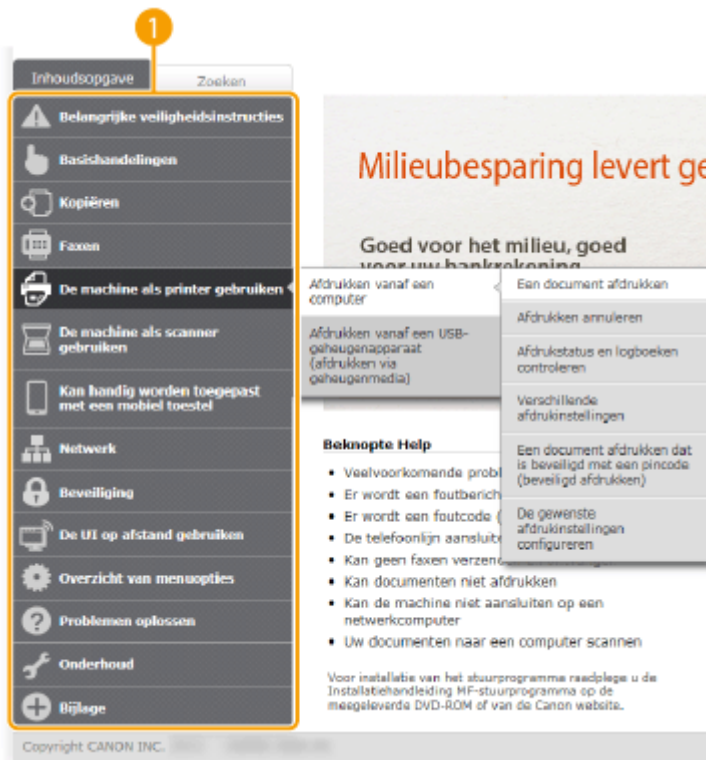 1
Inhoudsopgave
Zoeken
Belangrijke veiligheidsinstructies
Basishandelingen
Kopiëren
Faxen
De machine als printer gebruiken
De machine als scanner
gebruiken
Kan handig worden toegepast
met een mobiel toestel
Netwerk
Beveiliging
De UI op afstand gebruiken
Overzicht van menuopties
Problemen oplossen
Onderhoud
Bijlage
Afdrukken vanaf een
computer
Afdrukken vanaf een USB-
geheugenapparaat
(afdrukken via
geheugenmedia)
Een document afdrukken
Afdrukken annuleren
Afdrukstatus en logboeken
controleren
Verschillende
afdrukinstellingen
Een document afdrukken dat
is beveiligd met een pincode
(beveiligd afdrukken)
De gewenste
afdrukinstellingen
configureren
Milieubesparing levert ge
Goed voor het milieu, goed
voor uw bankrekening
Beknopte Help
Veelvoorkomende probl
Er wordt een foutberich
Er wordt een foutcode (
De telefoonlijn aansluite
Kan geen faxen verzend
Kan documenten niet afdrukken
Kan de machine niet aansluiten op een
netwerkcomputer
Uw documenten naar een computer scannen
Voor installatie van het stuurprogramma raadplege u de
Installatiehandleiding MF-stuurprogramma op de
meegeleverde DVD-ROM of van de Canon website.
Copyright CANON INC.